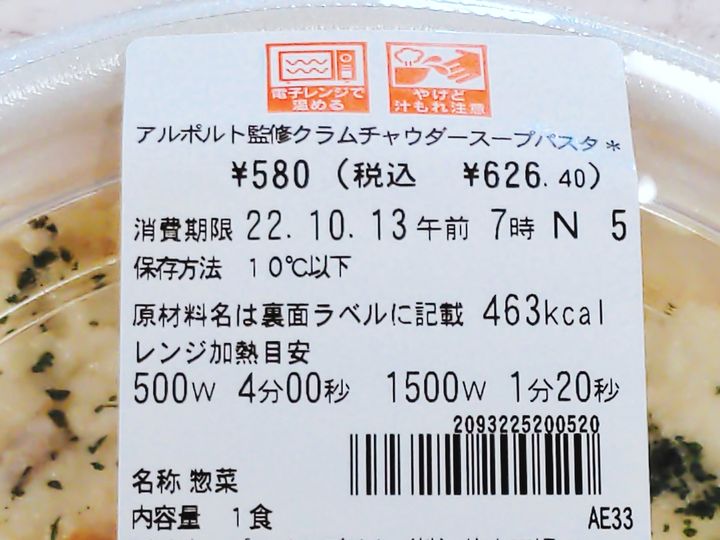 電子レンジで
温める
やけど
汁もれ注意
アルポルト監修クラムチャウダースープパスタ*
¥580(税込 ¥626.40)
消費期限 22.10.13午前 7時 N 5
保存方法 10℃以下
原材料名は裏面ラベルに記載 463kcal
レンジ加熱目安
500W 4分00秒 1500W 1分20秒
2093225200520
名称 惣菜
内容量 1食 AE33